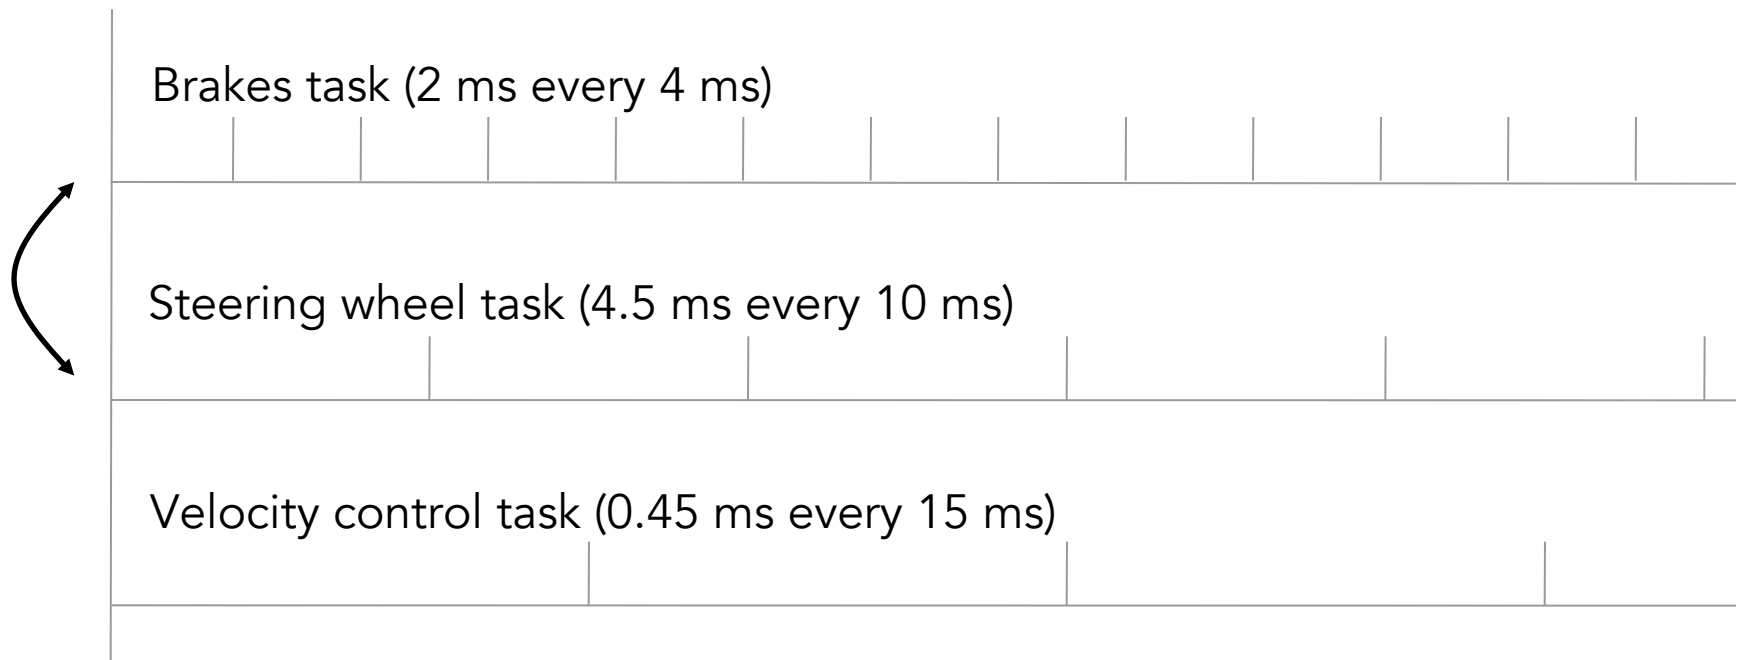 Brakes task (2 ms every 4 ms)
Steering wheel task (4.5 ms every 10 ms)
Velocity control task (0.45 ms every 15 ms)